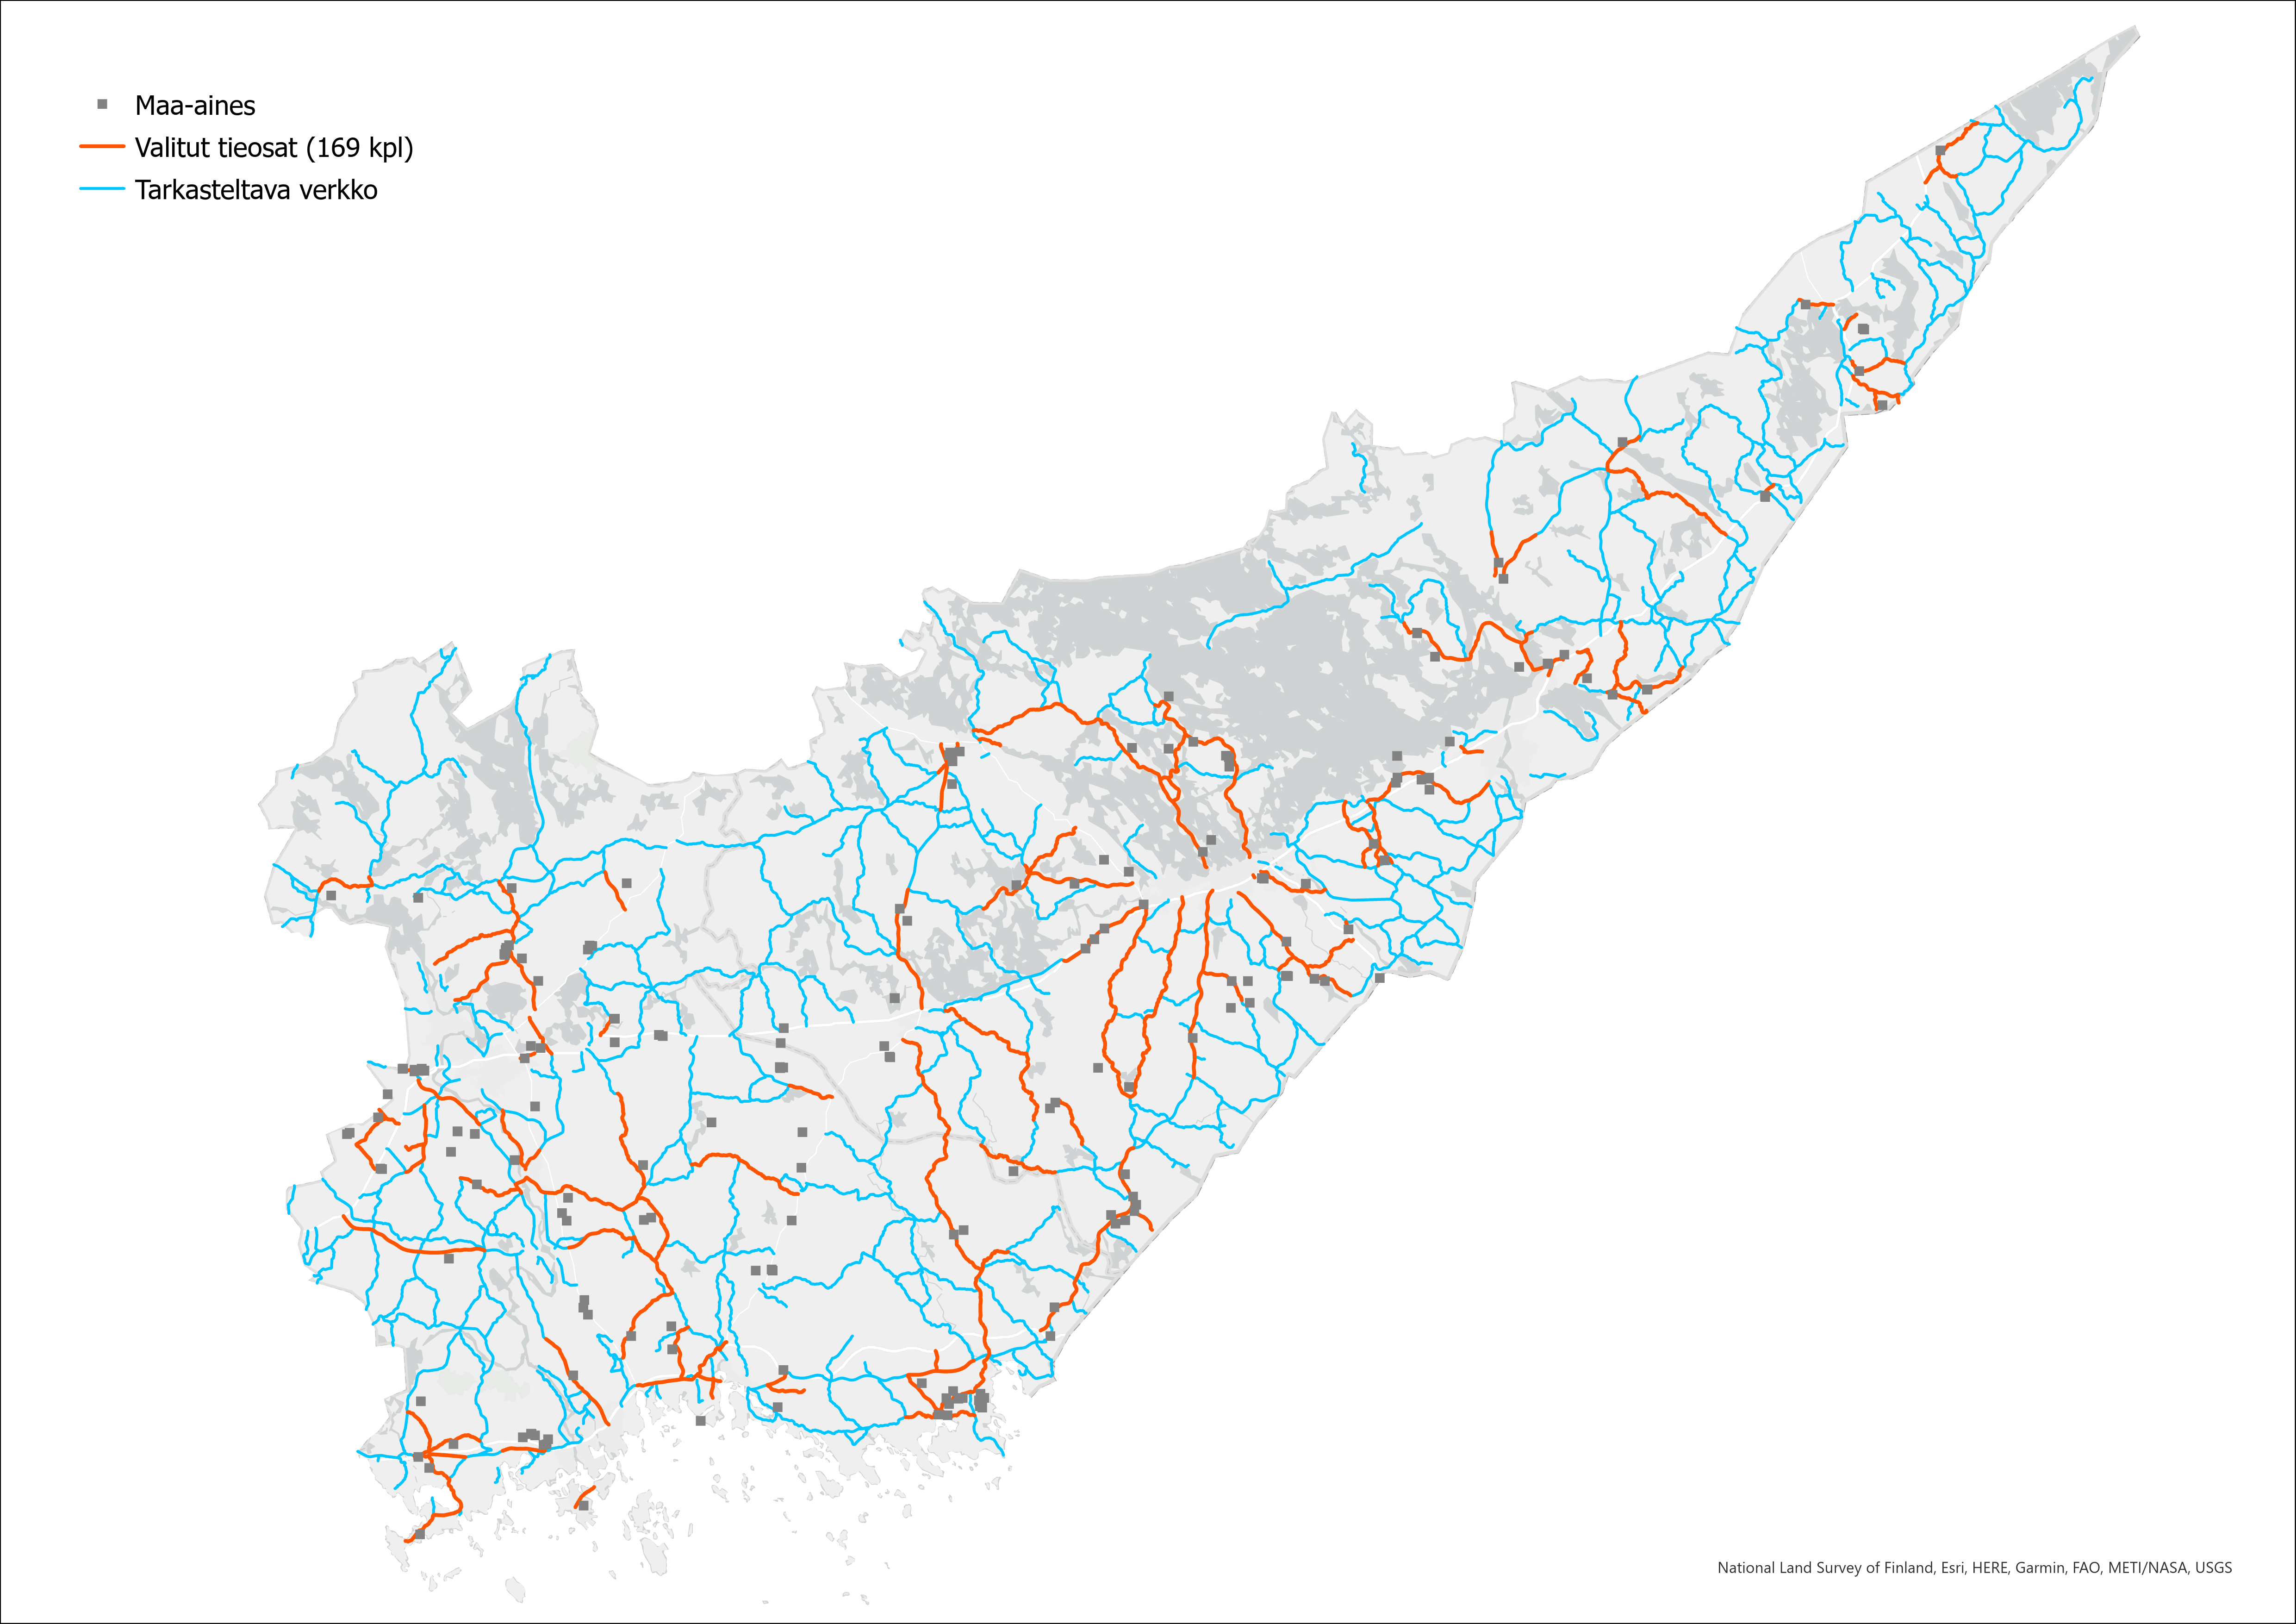 Maa-aines
Valitut tieosat (169 kpl)
Tarkasteltava verkko
National Land Survey of Finland, Esri, HERE, Garmin, FAO, METI/NASA, USGS